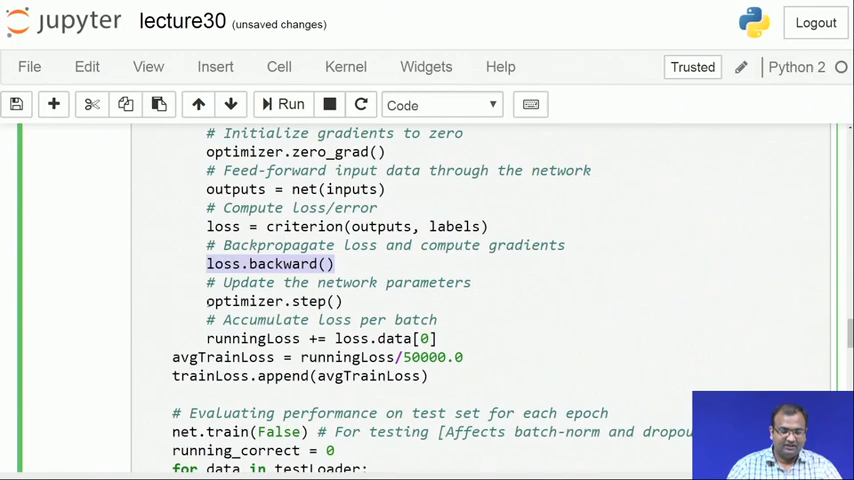 jupyter lecture30 (unsaved changes) Logout
File Edit View Insert Cell Kernel Widgets Help Trusted Python 2
Run Code
# Initialize gradients to zero
optimizer.zero_grad()
# Feed-forward input data through the network
outputs = net(inputs)
# Compute loss/error
loss = criterion(outputs, labels)
# Backpropagate loss and compute gradients
loss.backward()
# Update the network parameters
optimizer.step()
# Accumulate loss per batch
runningLoss += loss.data[0]
avgTrainLoss = runningLoss/50000.0
trainLoss.append(avgTrainLoss)
# Evaluating performance on test set for each epoch
net.train(False) # For testing [Affects batch-norm and dropou
running_correct = 0
for data in testLoader: